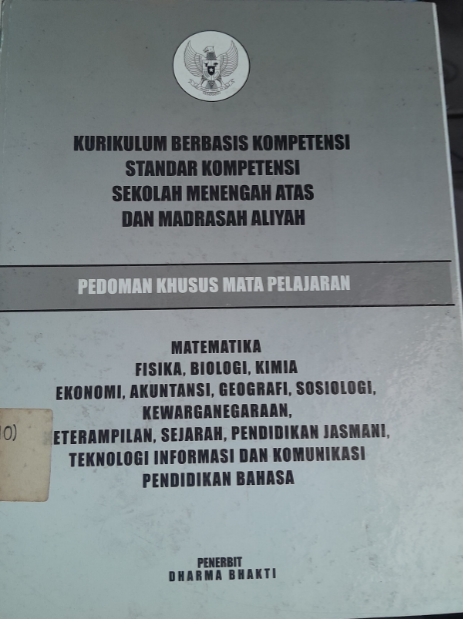 KURIKULUM BERBASIS KOMPETENSI
STANDAR KOMPETENSI
SEKOLAH MENENGAH ATAS
DAN MADRASAH ALIYAH
PEDOMAN KHUSUS MATA PELAJARAN
MATEMATIKA
FISIKA, BIOLOGI, KIMIA
EKONOMI, AKUNTANSI, GEOGRAFI, SOSIOLOGI,
KEWARGANEGARAAN,
ETERAMPILAN, SEJARAH, PENDIDIKAN JASMANI,
TEKNOLOGI INFORMASI DAN KOMUNIKASI
PENDIDIKAN BAHASA
PENERBIT
DHARMA BHAKTI